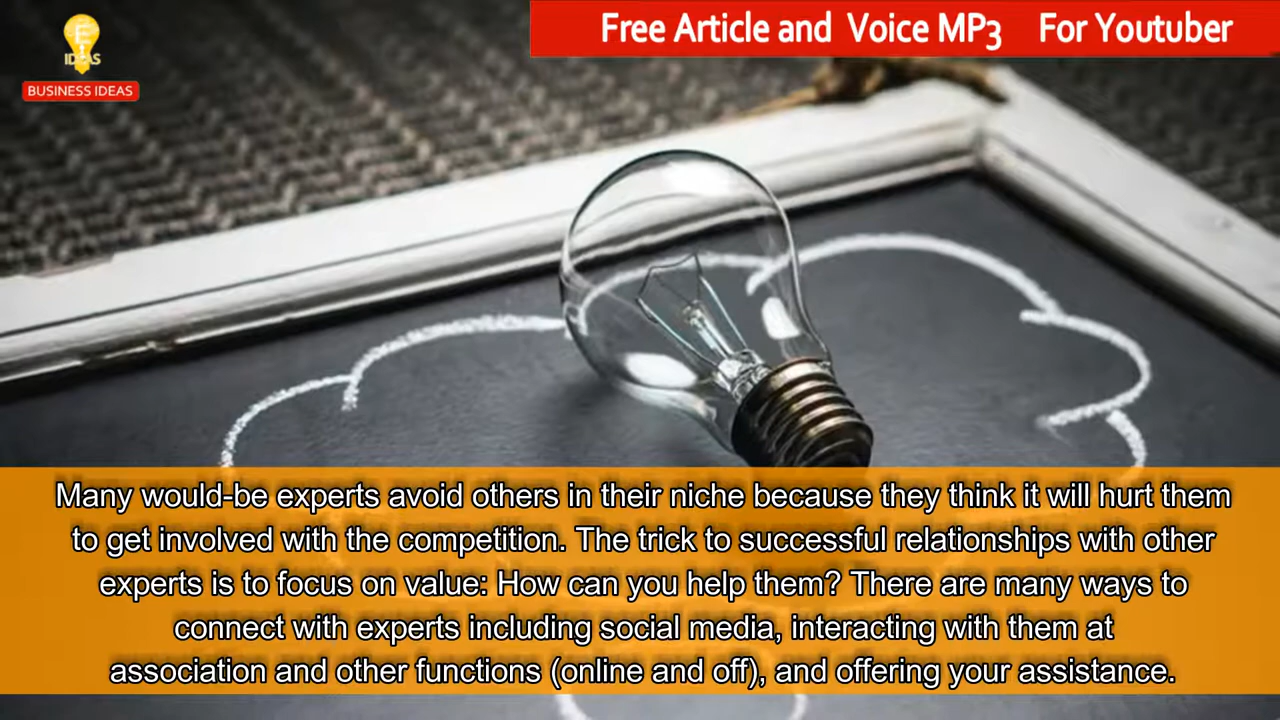 Free Article and Voice MP3 For Youtuber
E
IDEAS
BUSINESS IDEAS
Many would-be experts avoid others in their niche because they think it will hurt them
to get involved with the competition. The trick to successful relationships with other
experts is to focus on value: How can you help them? There are many ways to
connect with experts including social media, interacting with them at
association and other functions (online and off), and offering your assistance.